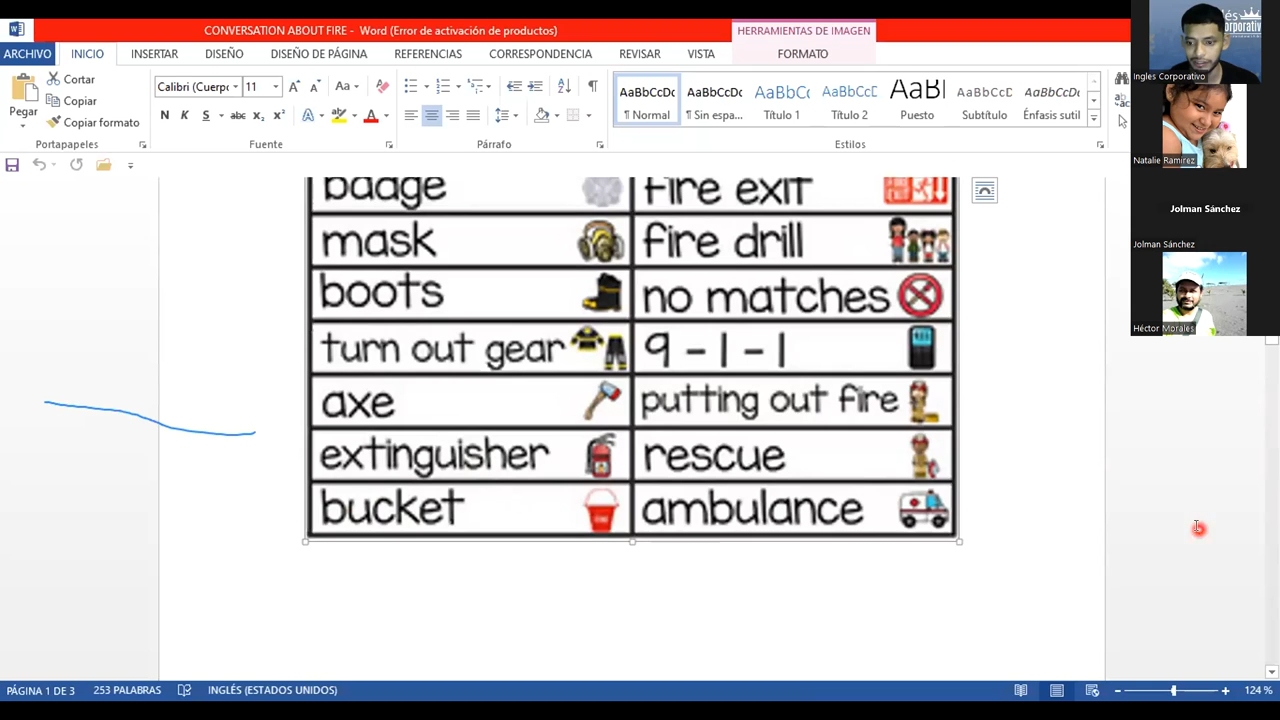 CONVERSATION ABOUT FIRE - Word (Error de activación de productos)
HERRAMIENTAS DE IMAGEN
ARCHIVO INICIO INSERTAR DISEÑO DISEÑO DE PÁGINA REFERENCIAS CORRESPONDENCIA REVISAR VISTA FORMATO
Cortar
Copiar
Copiar formato
Pegar
Portapapeles
Calibri (Cuerpo 11
Fuente
Párrafo
AaBbCcDc AaBbCcDc AaBbCc AaBbCcD AaBl AaBbCcD AaBbCcDc
¶ Normal ¶ Sin espa... Título 1 Título 2 Puesto Subtítulo Énfasis sutil
Estilos
Corporativo
Ingles Corporativo
Natalie Ramirez
Jolman Sánchez
Jolman Sánchez
Héctor Morales
badge fire exit
mask fire drill
boots no matches
turn out gear 9 - 1 - 1
axe putting out fire
extinguisher rescue
bucket ambulance
PÁGINA 1 DE 3 253 PALABRAS INGLÉS (ESTADOS UNIDOS) 124 %